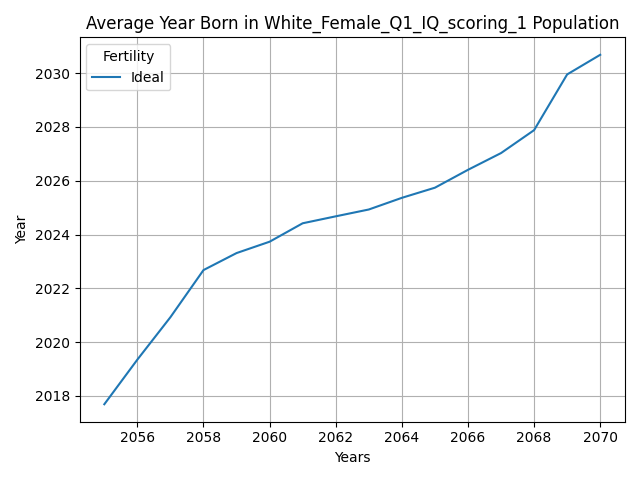 Average Year Born in White_Female_Q1_IQ_scoring_1 Population
Fertility
Ideal
2030
2028
2026
2024
2022
2020
2018
Year
2056 2058 2060 2062 2064 2066 2068 2070
Years